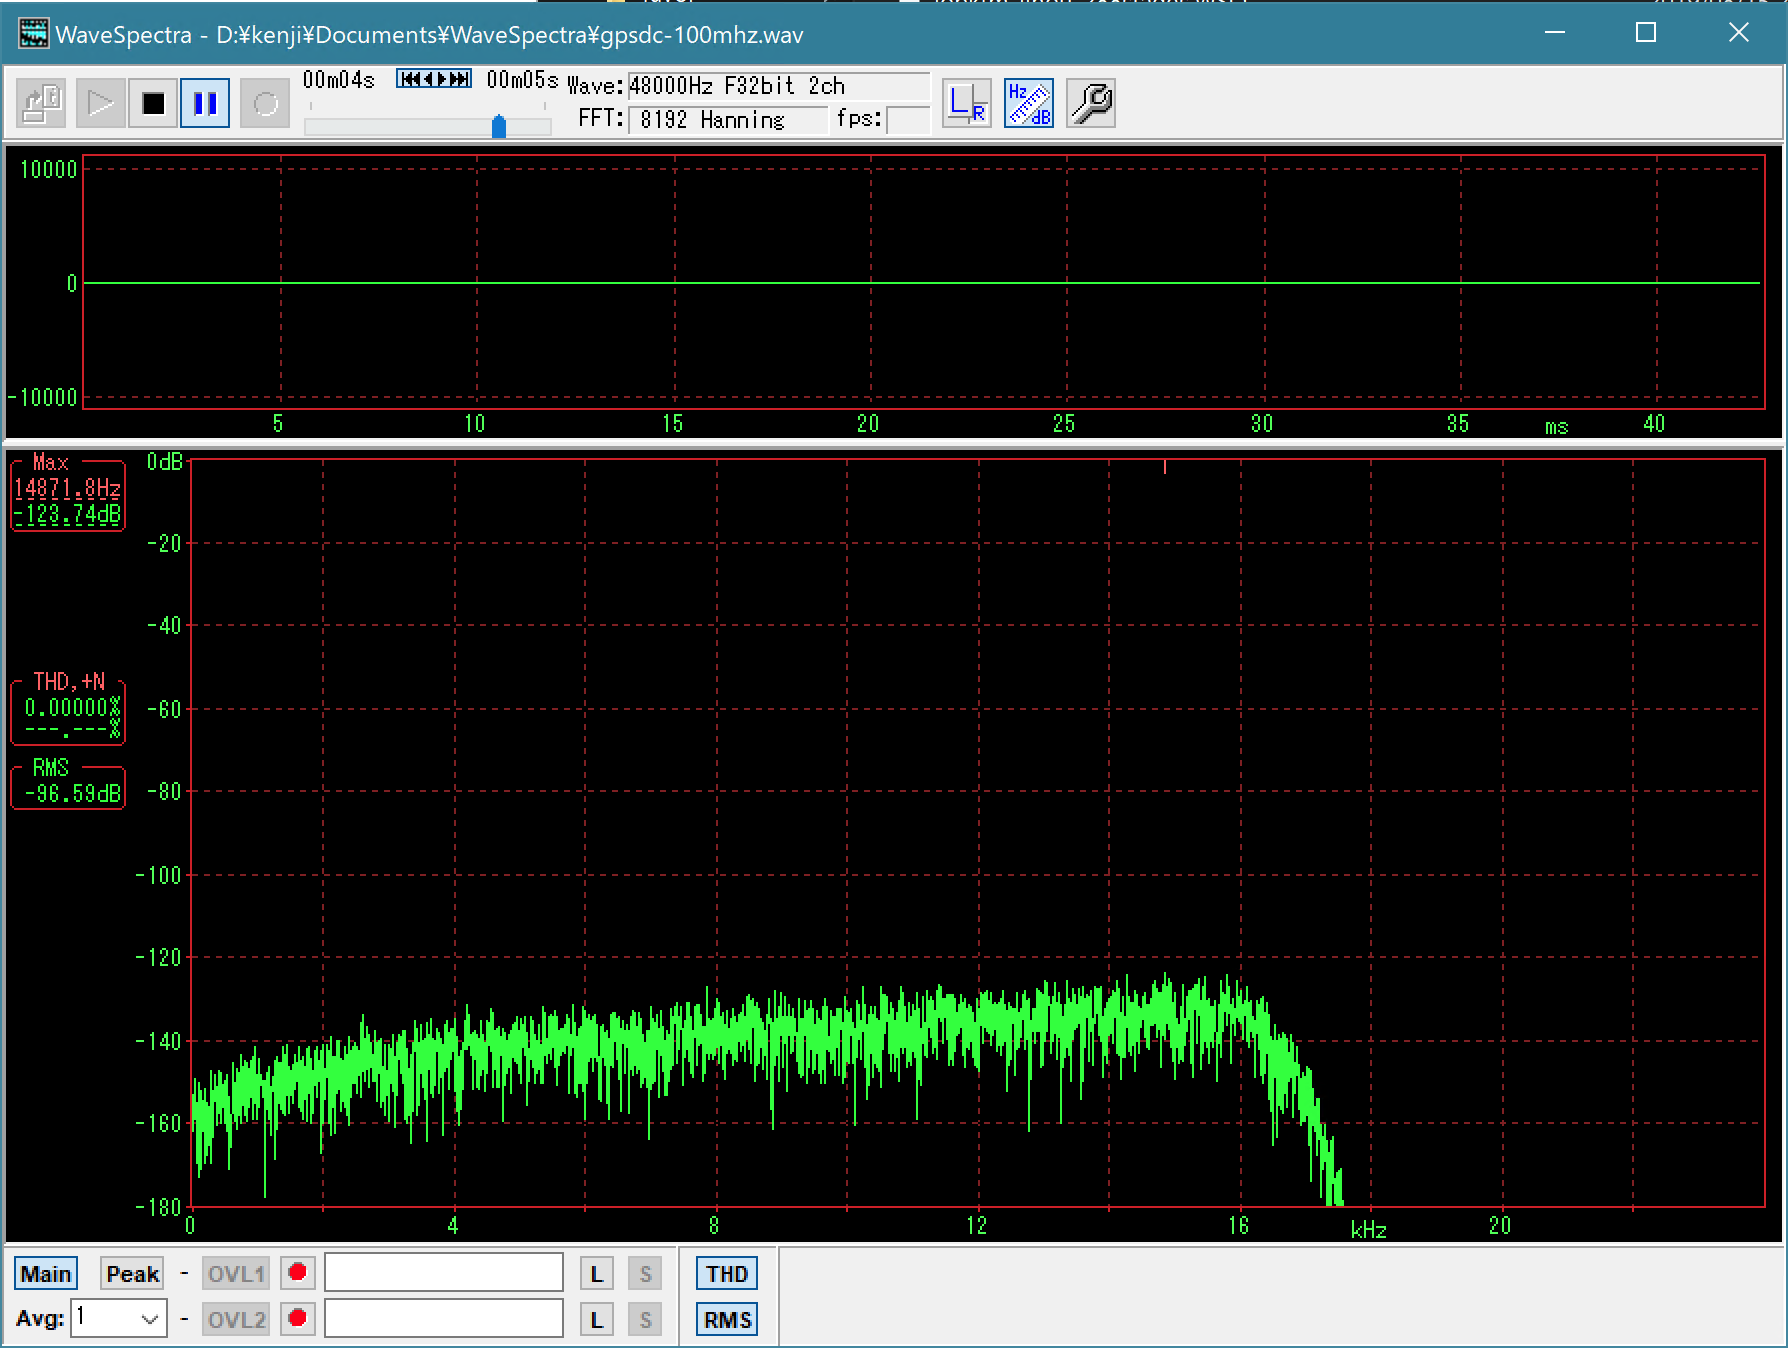 WaveSpectra - D:¥kenji¥Documents¥WaveSpectra¥gpsdc-100mhz.wav
00m04s 00m05s Wave: 48000Hz F32bit 2ch
FFT: 8192 Hanning fps:
L R
Hz dB
10000
0
-10000
5 10 15 20 25 30 35 ms 40
Max
14871.8Hz
-123.74dB
THD,+N
0.00000%
---.---%
RMS
-96.59dB
0dB
-20
-40
-60
-80
-100
-120
-140
-160
-180
0 4 8 12 16 kHz 20
Main Peak - OVL1 L S THD
Avg: 1 - OVL2 L S RMS